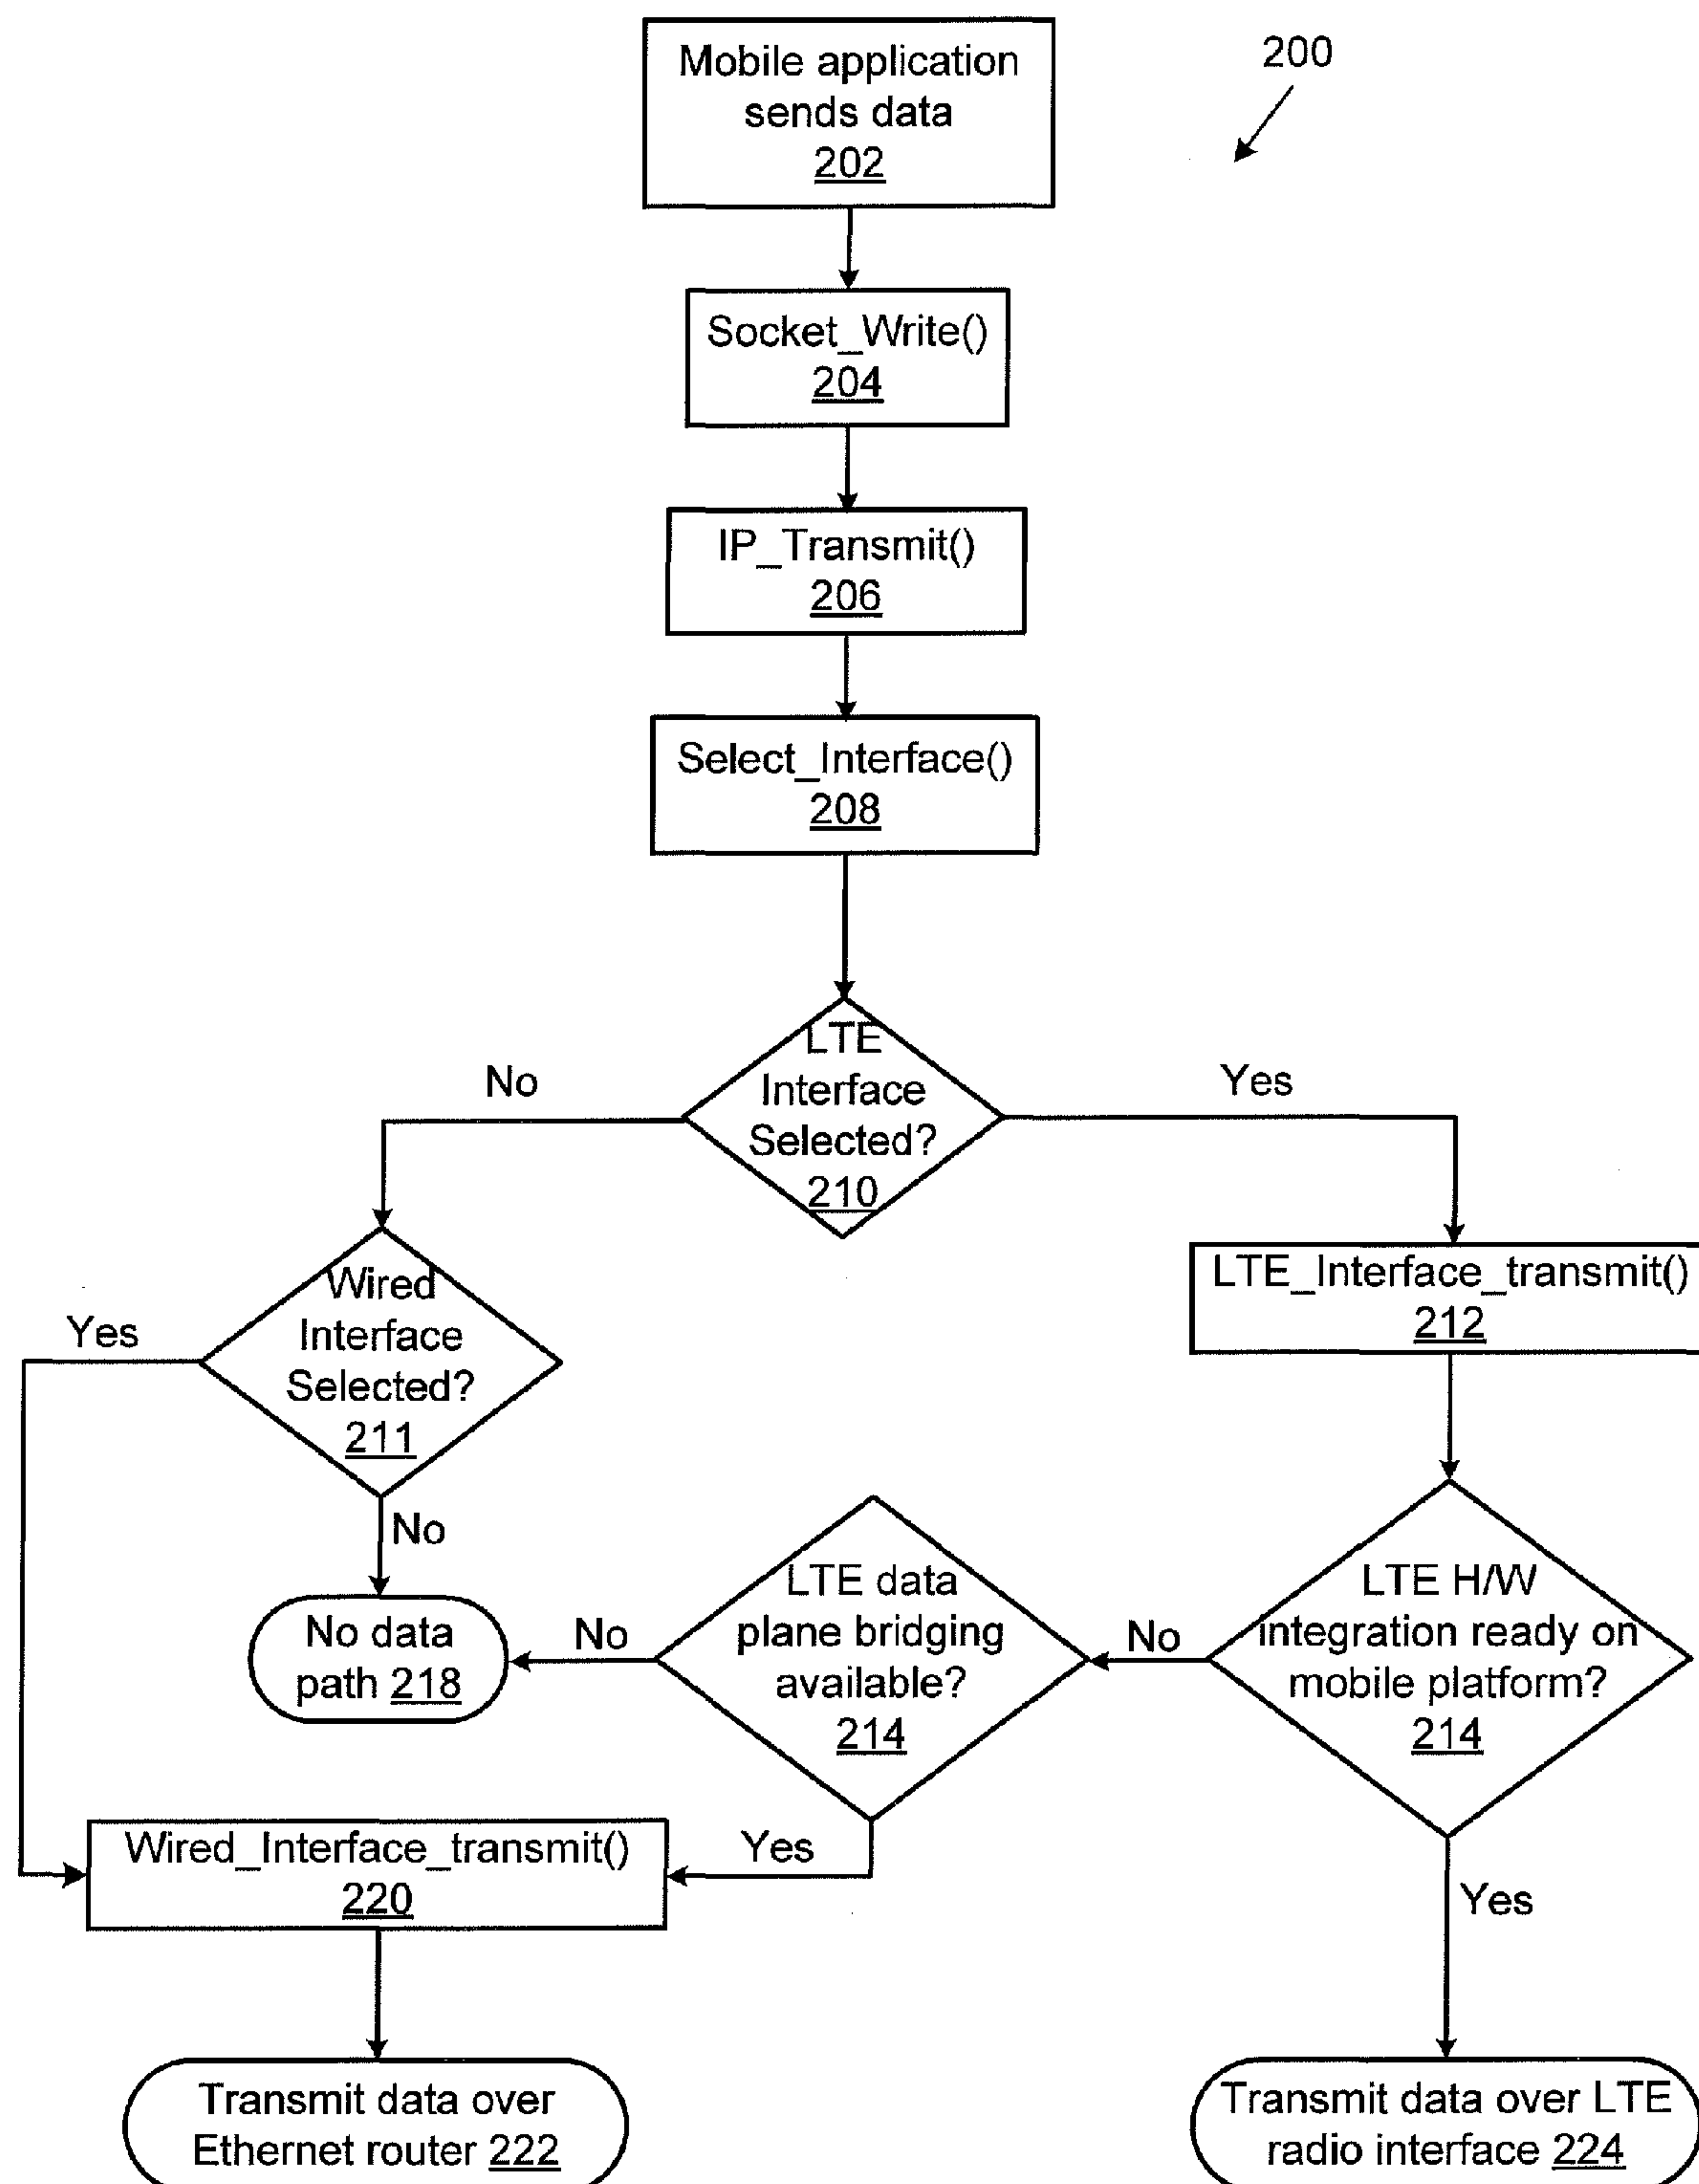 Mobile application
sends data
202
200
Socket_Write()
204
IP_Transmit()
206
Select_Interface()
208
LTE
Interface
Selected?
210
No
Yes
Wired
Interface
Selected?
211
Yes
No
LTE_Interface_transmit()
212
LTE H/W
integration ready on
mobile platform?
214
No
Yes
LTE data
plane bridging
available?
214
No
Yes
No data
path 218
Wired_Interface_transmit()
220
Transmit data over
Ethernet router 222
Transmit data over LTE
radio interface 224